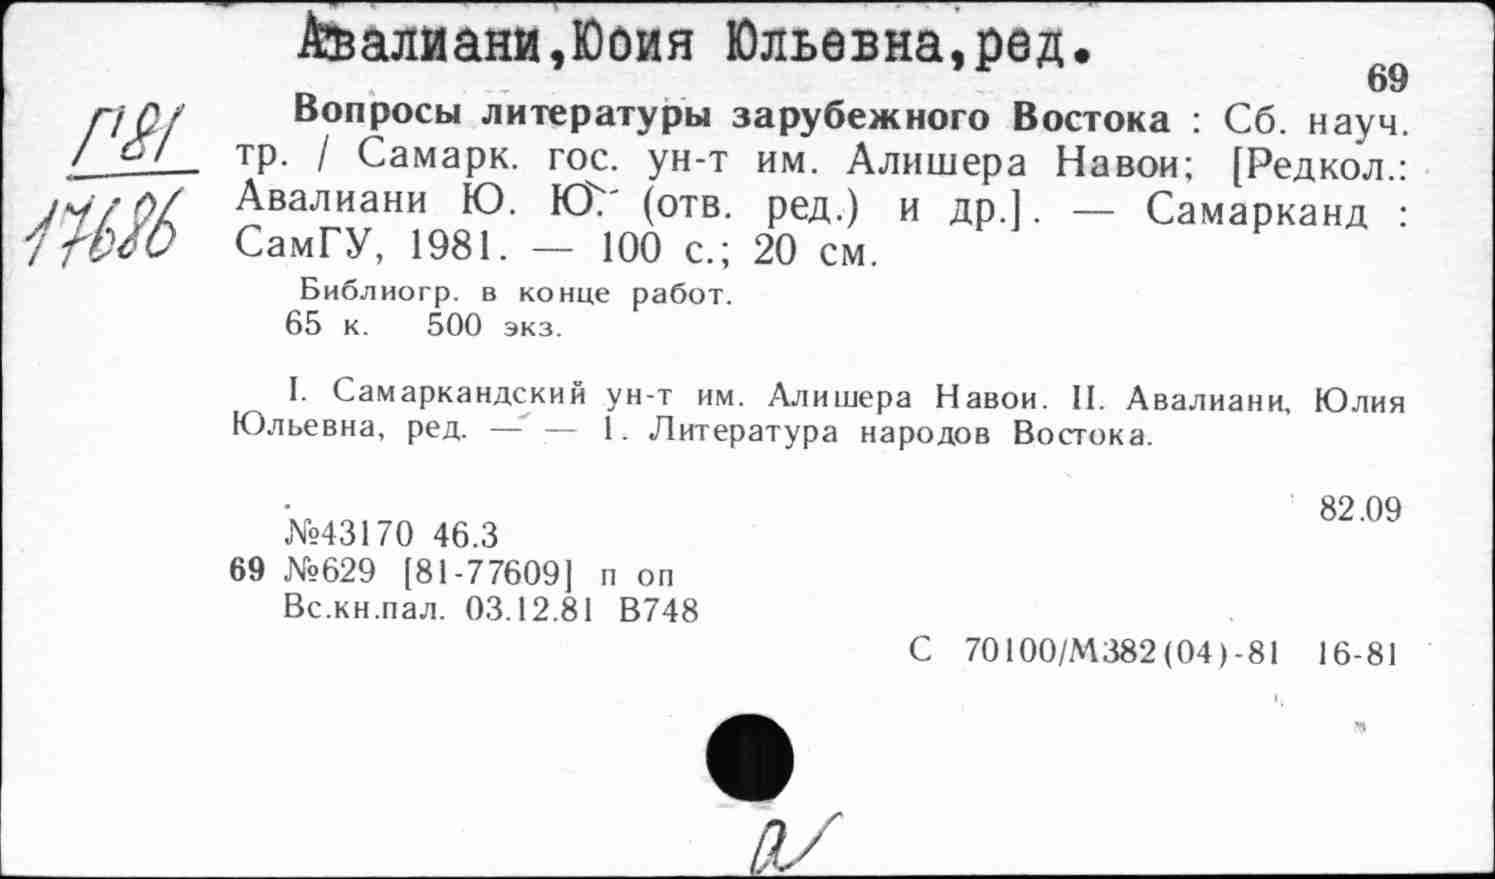 Авалиани,Юоия Юльевна,ред.
69
П81
17686
Вопросы литературы зарубежного Востока : Сб. науч.
тр. / Самарк. гос. ун-т им. Алишера Навои; [Редкол.:
Авалиани Ю. Ю. (отв. ред.) и др.]. — Самарканд :
СамГУ, 1981. — 100 с.; 20 см.
Библиогр. в конце работ.
65 к. 500 экз.
I. Самаркандский ун-т им. Алишера Навои. II. Авалиани, Юлия
Юльевна, ред. — — 1. Литература народов Востока.
82.09
№43170 46.3
69 №629 [81-77609] п оп
Вс.кн.пал. 03.12.81 В748
С 70100/М382(04)-81 16-81